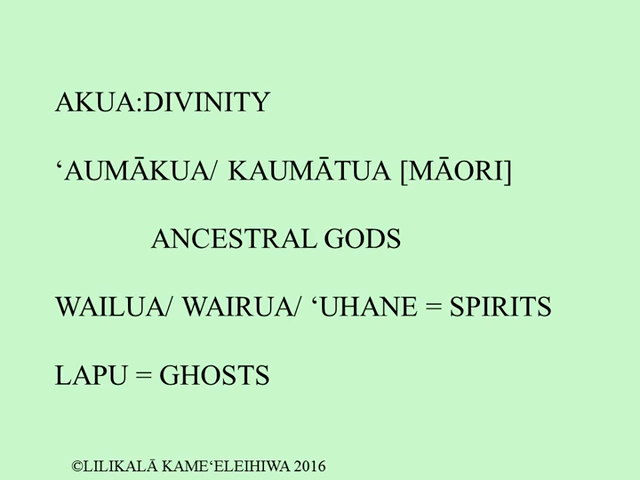 AKUA:DIVINITY
‘AUMĀKUA/ KAUMĀTUA [MĀORI]
ANCESTRAL GODS
WAILUA/ WAIRUA/ ‘UHANE = SPIRITS
LAPU = GHOSTS
©LILIKALĀ KAME‘ELEIHIWA 2016